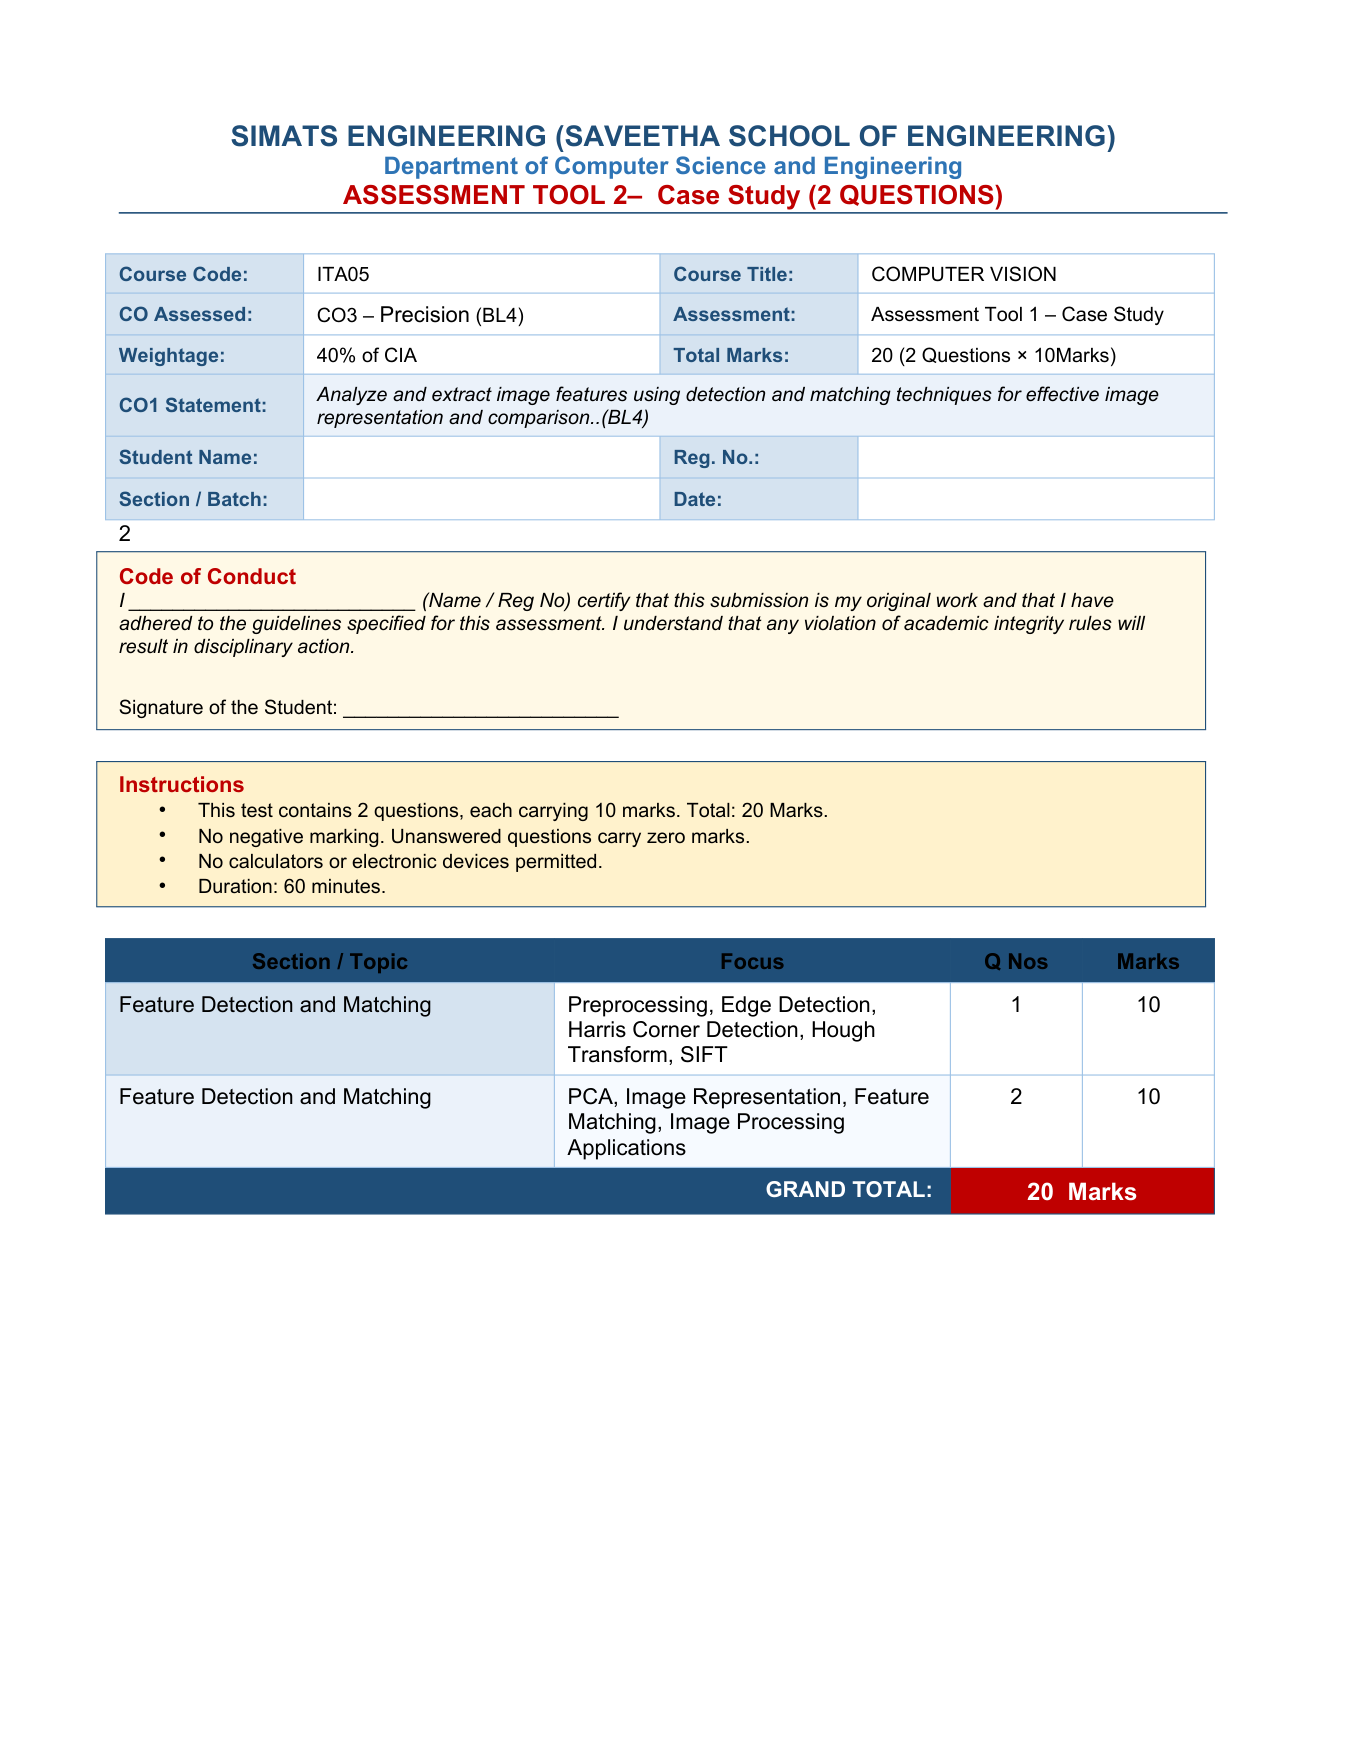 SIMATS ENGINEERING (SAVEETHA SCHOOL OF ENGINEERING)
Department of Computer Science and Engineering
ASSESSMENT TOOL 2– Case Study (2 QUESTIONS)
Course Code: ITA05 Course Title: COMPUTER VISION
CO Assessed: CO3 – Precision (BL4) Assessment: Assessment Tool 1 – Case Study
Weightage: 40% of CIA Total Marks: 20 (2 Questions × 10Marks)
CO1 Statement: Analyze and extract image features using detection and matching techniques for effective image
representation and comparison..(BL4)
Student Name: Reg. No.:
Section / Batch: Date:
2
Code of Conduct
I __________________________ (Name / Reg No) certify that this submission is my original work and that I have
adhered to the guidelines specified for this assessment. I understand that any violation of academic integrity rules will
result in disciplinary action.
Signature of the Student: _________________________
Instructions
• This test contains 2 questions, each carrying 10 marks. Total: 20 Marks.
• No negative marking. Unanswered questions carry zero marks.
• No calculators or electronic devices permitted.
• Duration: 60 minutes.
Section / Topic Focus Q Nos Marks
Feature Detection and Matching Preprocessing, Edge Detection, 1 10
Harris Corner Detection, Hough
Transform, SIFT
Feature Detection and Matching PCA, Image Representation, Feature 2 10
Matching, Image Processing
Applications
GRAND TOTAL: 20 Marks